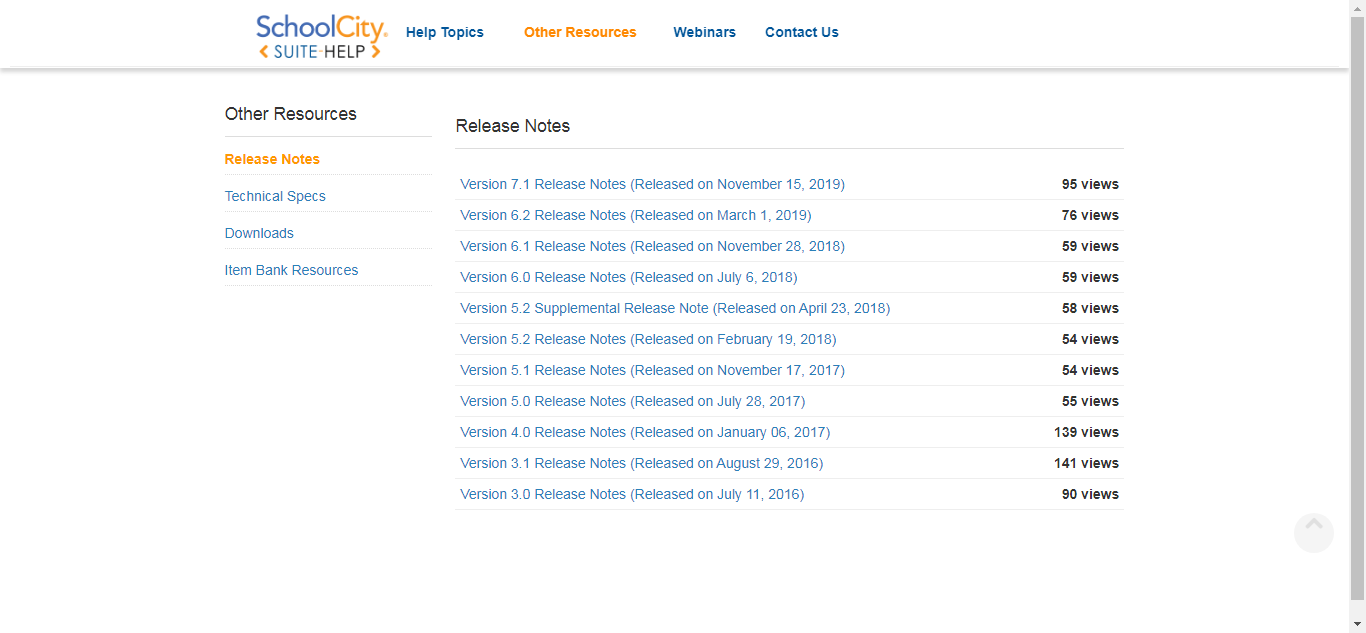 SchoolCity®
SUITE-HELP
Help Topics Other Resources Webinars Contact Us
Other Resources
Release Notes
Technical Specs
Downloads
Item Bank Resources
Release Notes
Version 7.1 Release Notes (Released on November 15, 2019) 95 views
Version 6.2 Release Notes (Released on March 1, 2019) 76 views
Version 6.1 Release Notes (Released on November 28, 2018) 59 views
Version 6.0 Release Notes (Released on July 6, 2018) 59 views
Version 5.2 Supplemental Release Note (Released on April 23, 2018) 58 views
Version 5.2 Release Notes (Released on February 19, 2018) 54 views
Version 5.1 Release Notes (Released on November 17, 2017) 54 views
Version 5.0 Release Notes (Released on July 28, 2017) 55 views
Version 4.0 Release Notes (Released on January 06, 2017) 139 views
Version 3.1 Release Notes (Released on August 29, 2016) 141 views
Version 3.0 Release Notes (Released on July 11, 2016) 90 views